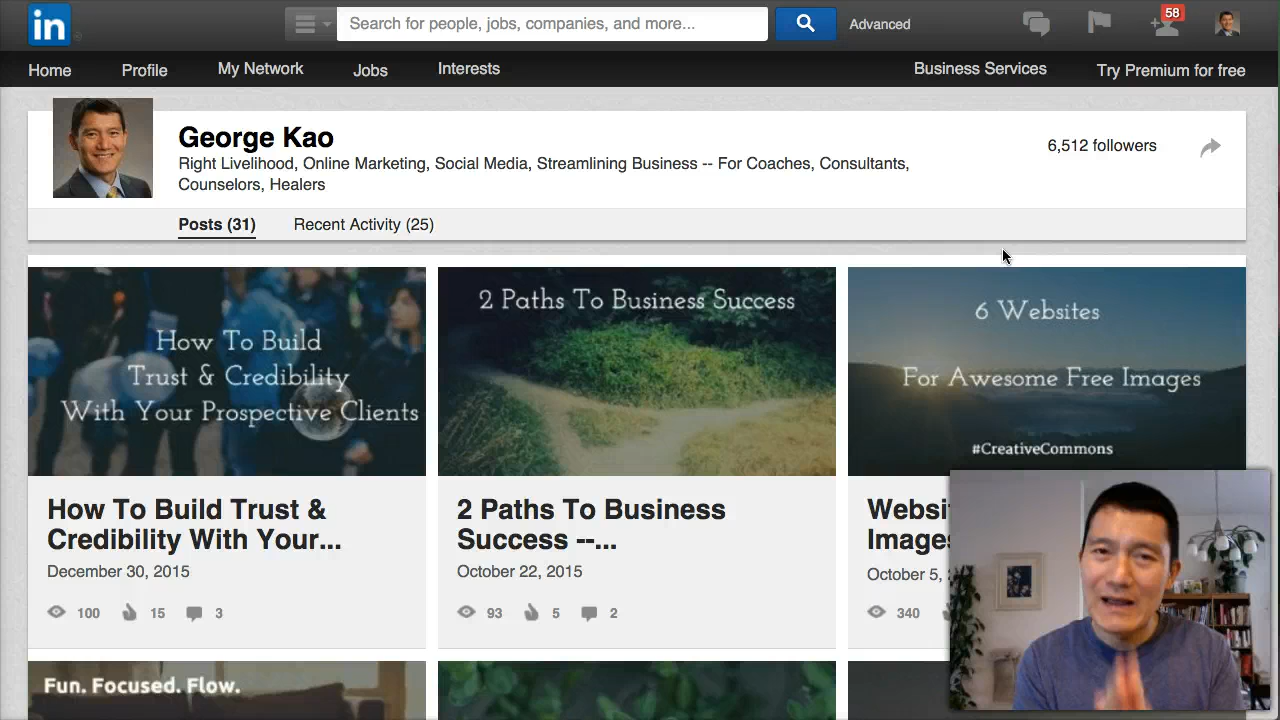 in
Search for people, jobs, companies, and more...
Advanced
58
Home
Profile
My Network
Jobs
Interests
Business Services
Try Premium for free
George Kao
6,512 followers
Right Livelihood, Online Marketing, Social Media, Streamlining Business -- For Coaches, Consultants,
Counselors, Healers
Posts (31)
Recent Activity (25)
How To Build
Trust & Credibility
With Your Prospective Clients
2 Paths To Business Success
6 Websites
For Awesome Free Images
#CreativeCommons
How To Build Trust &
Credibility With Your...
December 30, 2015
100
15
3
2 Paths To Business
Success --...
October 22, 2015
93
5
2
October 5,
340
Fun. Focused. Flow.